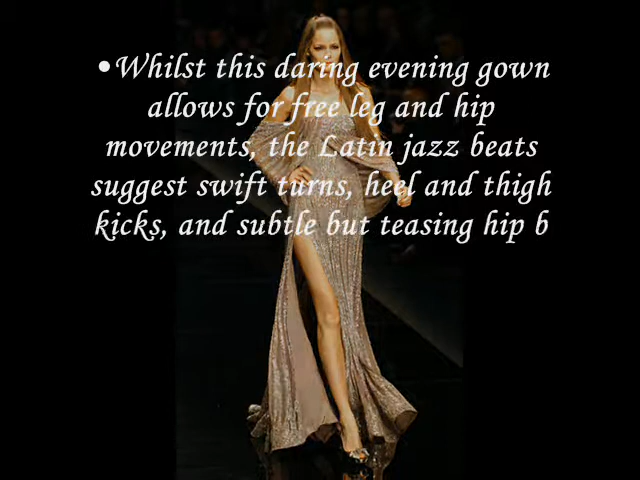 •Whilst this daring evening gown
allows for free leg and hip
movements, the Latin jazz beats
suggest swift turns, heel and thigh
kicks, and subtle but teasing hip b